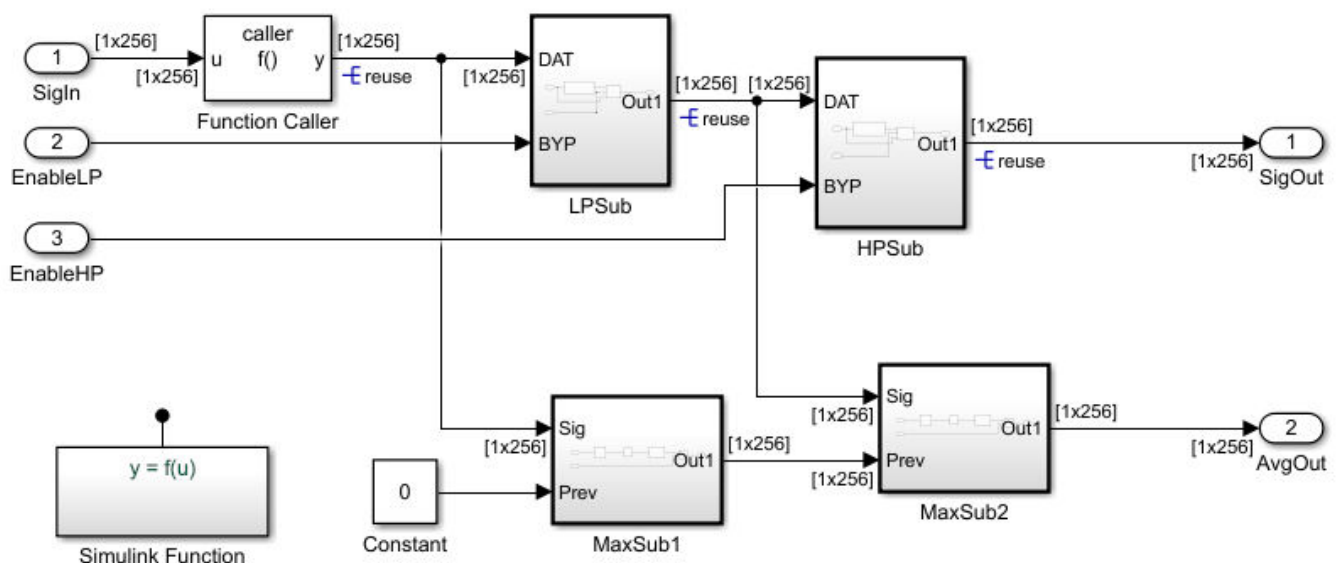 [1x256]
1
SigIn
[1x256]
caller
f()
u
y
Function Caller
[1x256]
reuse
[1x256]
DAT
BYP
Out1
LPSub
[1x256]
reuse
[1x256]
DAT
BYP
Out1
HPSub
[1x256]
reuse
[1x256]
1
SigOut
2
EnableLP
3
EnableHP
y = f(u)
Simulink Function
0
Constant
[1x256]
Sig
Prev
Out1
MaxSub1
[1x256]
[1x256]
[1x256]
Sig
Prev
Out1
MaxSub2
[1x256]
[1x256]
2
AvgOut